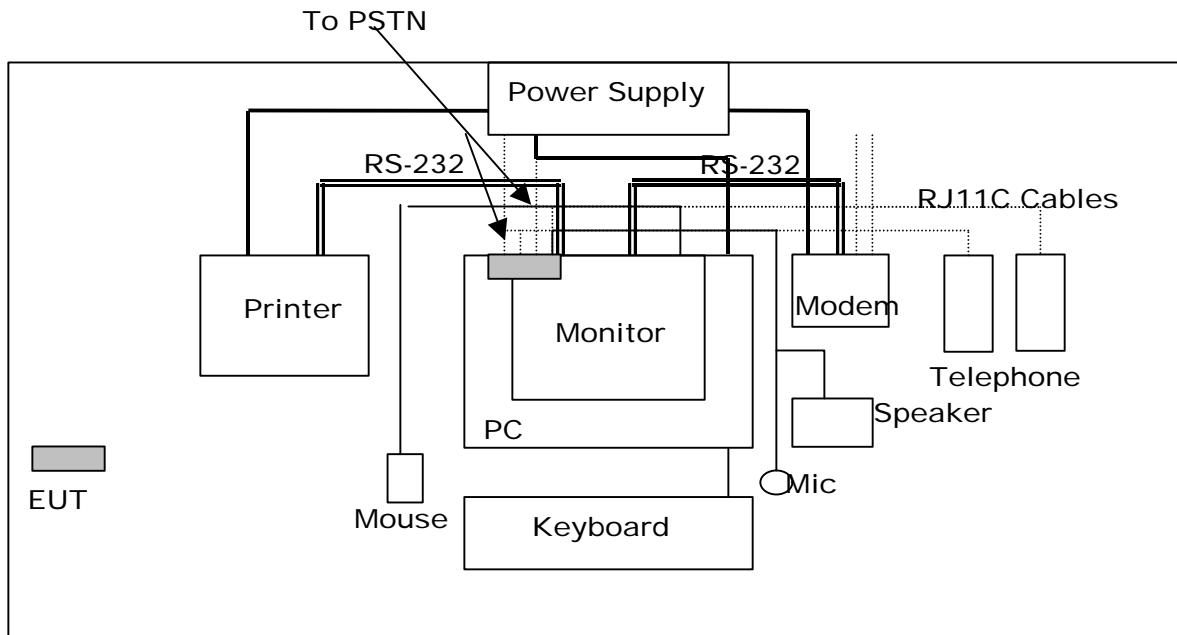 To PSTN
Power Supply
RS-232
RS-232
RJ11C Cables
Printer
Monitor
Modem
Telephone
Speaker
PC
EUT
Mouse
Mic
Keyboard